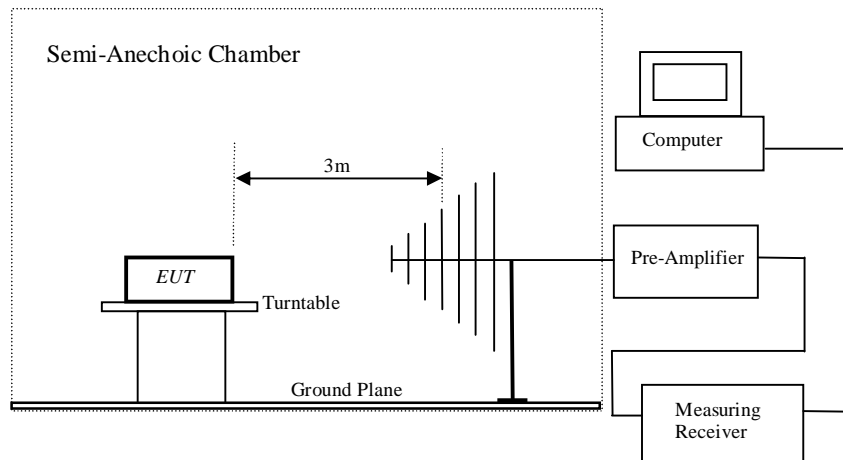 Semi-Anechoic Chamber
Computer
3m
Pre-Amplifier
EUT
Turntable
Ground Plane
Measuring
Receiver